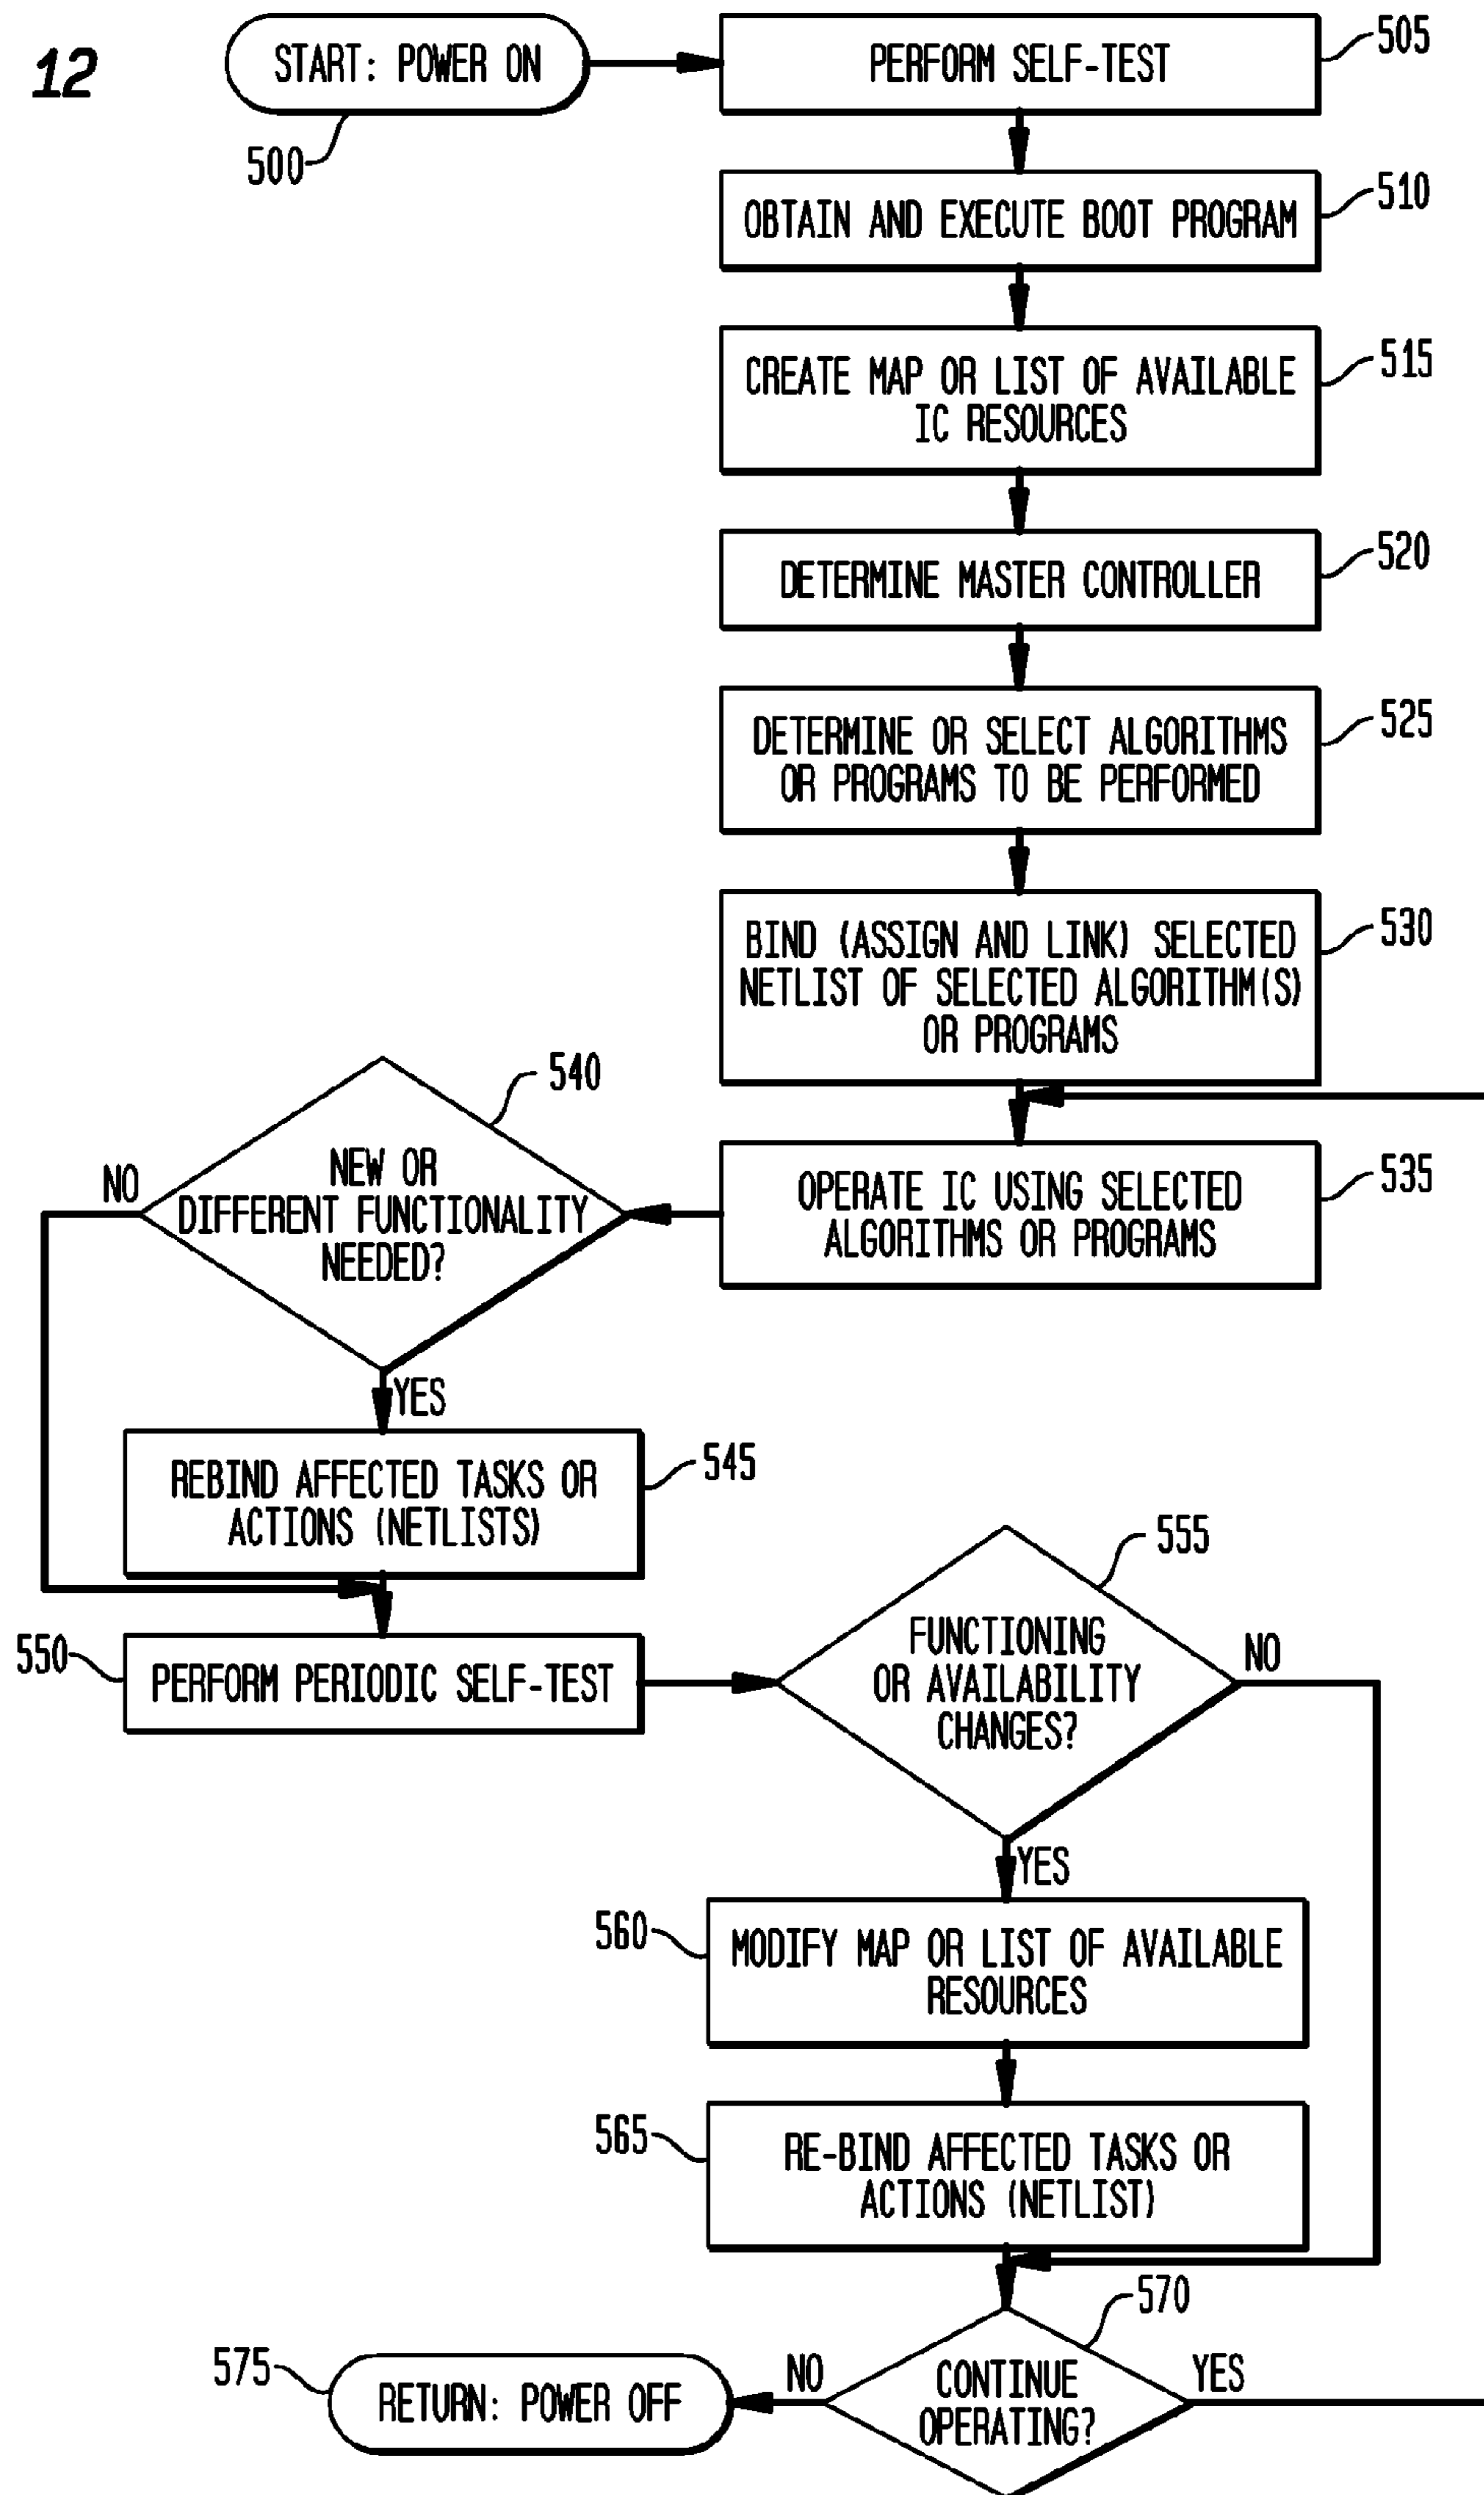 12
START: POWER ON
500
PERFORM SELF-TEST
505
OBTAIN AND EXECUTE BOOT PROGRAM
510
CREATE MAP OR LIST OF AVAILABLE
IC RESOURCES
515
DETERMINE MASTER CONTROLLER
520
DETERMINE OR SELECT ALGORITHMS
OR PROGRAMS TO BE PERFORMED
525
BIND (ASSIGN AND LINK) SELECTED
NETLIST OF SELECTED ALGORITHM(S)
OR PROGRAMS
530
OPERATE IC USING SELECTED
ALGORITHMS OR PROGRAMS
535
540
NEW OR
DIFFERENT FUNCTIONALITY
NEEDED?
NO
YES
REBIND AFFECTED TASKS OR
ACTIONS (NETLISTS)
545
550
PERFORM PERIODIC SELF-TEST
555
FUNCTIONING
OR AVAILABILITY
CHANGES?
NO
YES
560
MODIFY MAP OR LIST OF AVAILABLE
RESOURCES
565
RE-BIND AFFECTED TASKS OR
ACTIONS (NETLIST)
570
CONTINUE
OPERATING?
YES
NO
575
RETURN: POWER OFF